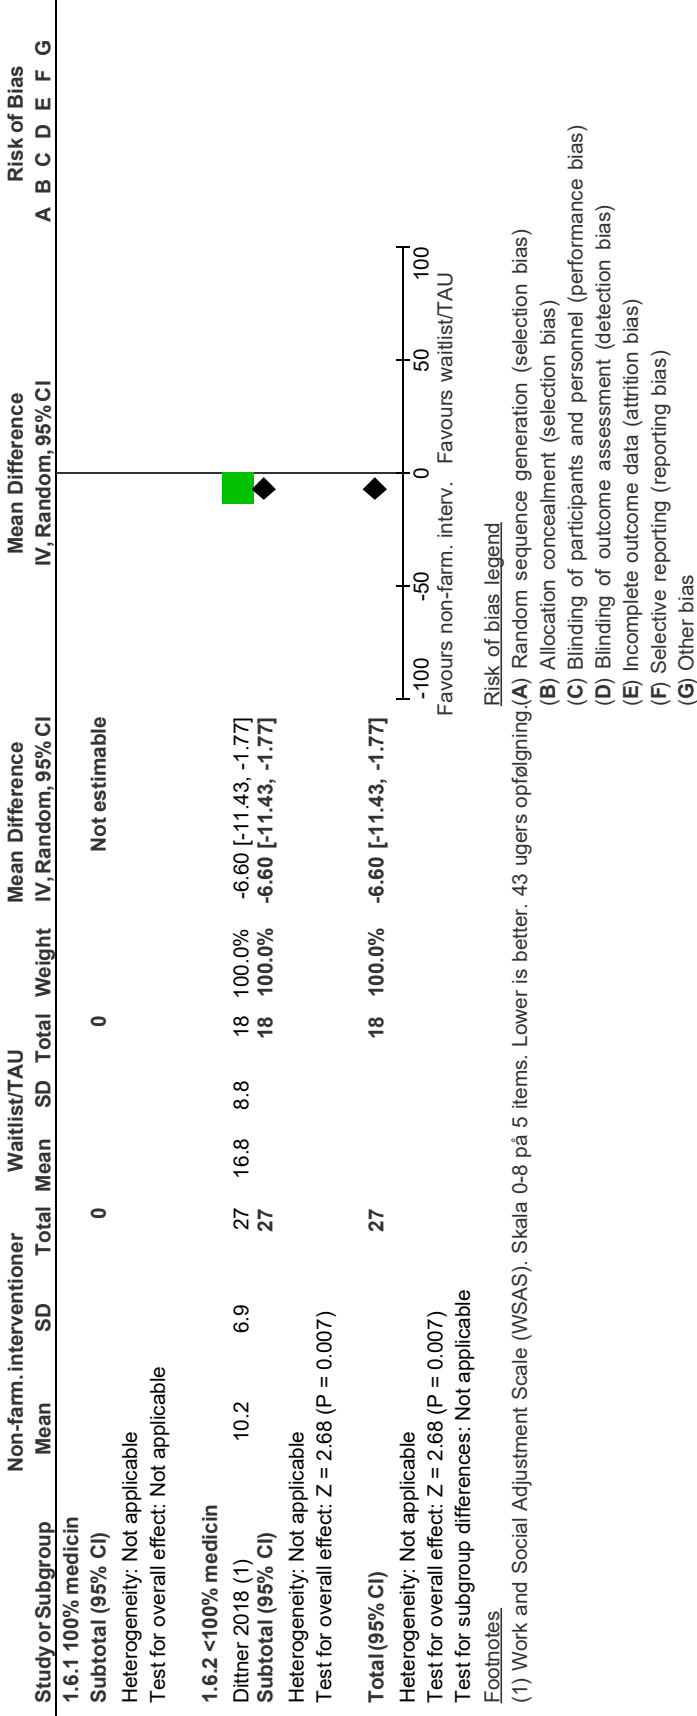 Non-farm. interventioner Waitlist/TAU Mean Difference Mean Difference Risk of Bias
Study or Subgroup Mean SD Total Mean SD Total Weight IV, Random, 95% CI IV, Random, 95% CI A B C D E F G
1.6.1 100% medicin
Subtotal (95% CI) 0 0 Not estimable
Heterogeneity: Not applicable
Test for overall effect: Not applicable
1.6.2 <100% medicin
Dittner 2018 (1) 10.2 6.9 27 16.8 8.8 18 100.0% -6.60 [-11.43, -1.77]
Subtotal (95% CI) 27 18 100.0% -6.60 [-11.43, -1.77]
Heterogeneity: Not applicable
Test for overall effect: Z = 2.68 (P = 0.007)
Total (95% CI) 27 18 100.0% -6.60 [-11.43, -1.77]
Heterogeneity: Not applicable
Test for overall effect: Z = 2.68 (P = 0.007)
Test for subgroup differences: Not applicable
-100 -50 0 50 100
Favours non-farm. interv. Favours waitlist/TAU
Footnotes
(1) Work and Social Adjustment Scale (WSAS). Skala 0-8 på 5 items. Lower is better. 43 ugers opfølgning.
Risk of bias legend
(A) Random sequence generation (selection bias)
(B) Allocation concealment (selection bias)
(C) Blinding of participants and personnel (performance bias)
(D) Blinding of outcome assessment (detection bias)
(E) Incomplete outcome data (attrition bias)
(F) Selective reporting (reporting bias)
(G) Other bias